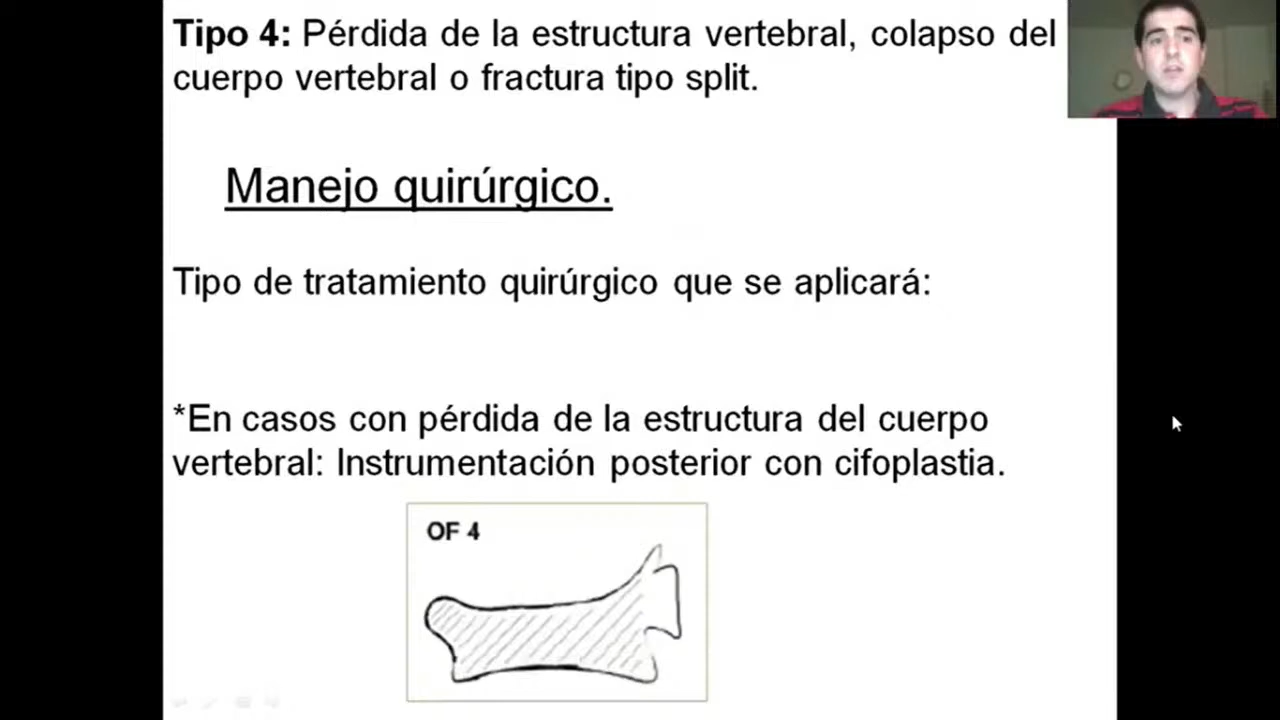 Tipo 4: Pérdida de la estructura vertebral, colapso del
cuerpo vertebral o fractura tipo split.
Manejo quirúrgico.
Tipo de tratamiento quirúrgico que se aplicará:
*En casos con pérdida de la estructura del cuerpo
vertebral: Instrumentación posterior con cifoplastia.
OF 4